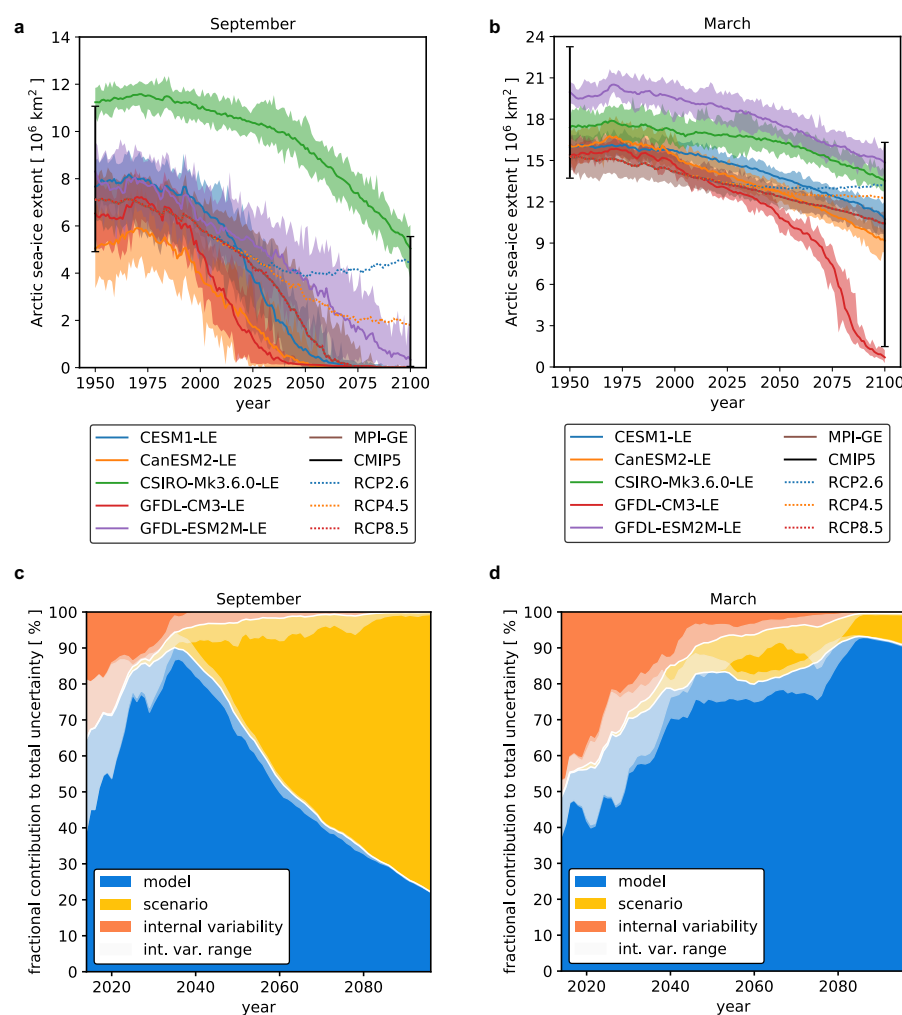 a
September
Arctic sea-ice extent [ 10⁶ km² ]
14
12
10
8
6
4
2
0
1950 1975 2000 2025 2050 2075 2100
year
CESM1-LE
CanESM2-LE
CSIRO-Mk3.6.0-LE
GFDL-CM3-LE
GFDL-ESM2M-LE
MPI-GE
CMIP5
RCP2.6
RCP4.5
RCP8.5
b
March
Arctic sea-ice extent [ 10⁶ km² ]
24
21
18
15
12
9
6
3
0
1950 1975 2000 2025 2050 2075 2100
year
CESM1-LE
CanESM2-LE
CSIRO-Mk3.6.0-LE
GFDL-CM3-LE
GFDL-ESM2M-LE
MPI-GE
CMIP5
RCP2.6
RCP4.5
RCP8.5
c
September
fractional contribution to total uncertainty [ % ]
100
90
80
70
60
50
40
30
20
10
0
model
scenario
internal variability
int. var. range
2020 2040 2060 2080
year
d
March
fractional contribution to total uncertainty [ % ]
100
90
80
70
60
50
40
30
20
10
0
model
scenario
internal variability
int. var. range
2020 2040 2060 2080
year